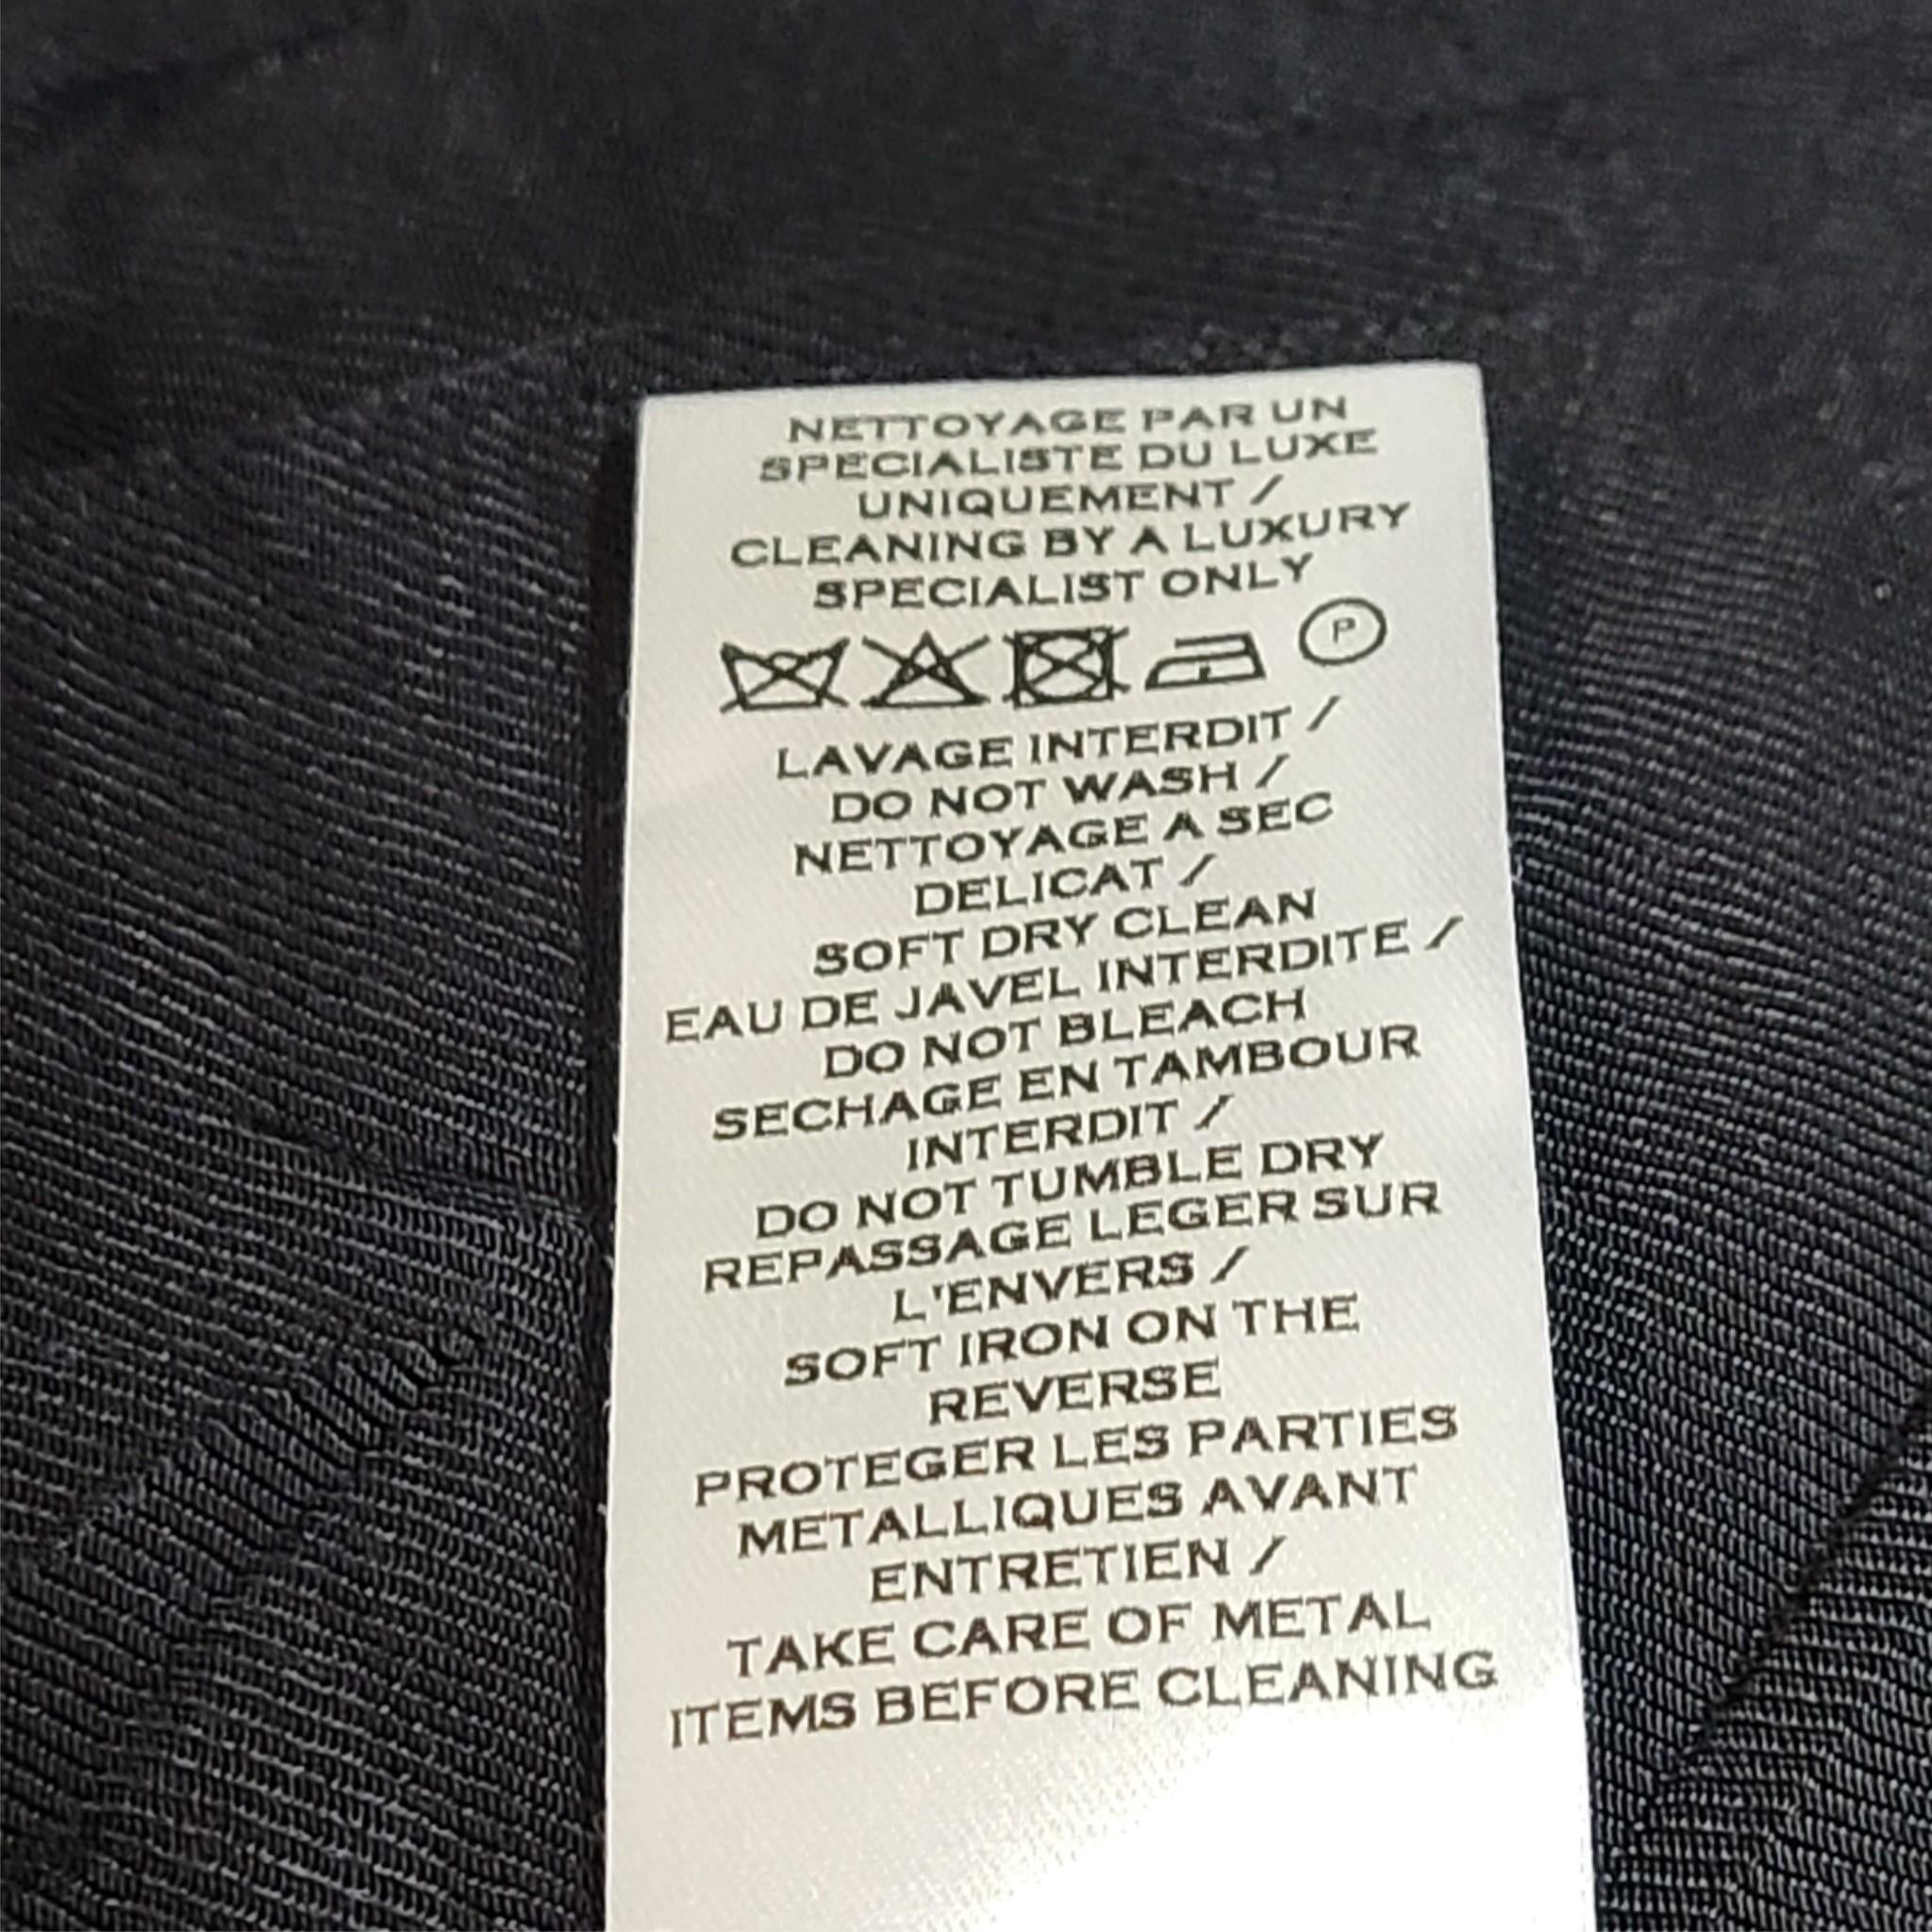 NETTOYAGE PAR UN
SPECIALISTE DU LUXE
UNIQUEMENT /
CLEANING BY A LUXURY
SPECIALIST ONLY
P
LAVAGE INTERDIT /
DO NOT WASH /
NETTOYAGE A SEC
DELICAT /
SOFT DRY CLEAN
EAU DE JAVEL INTERDITE /
DO NOT BLEACH
SECHAGE EN TAMBOUR
INTERDIT /
DO NOT TUMBLE DRY
REPASSAGE LEGER SUR
L'ENVERS /
SOFT IRON ON THE
REVERSE
PROTEGER LES PARTIES
METALLIQUES AVANT
ENTRETIEN /
TAKE CARE OF METAL
ITEMS BEFORE CLEANING